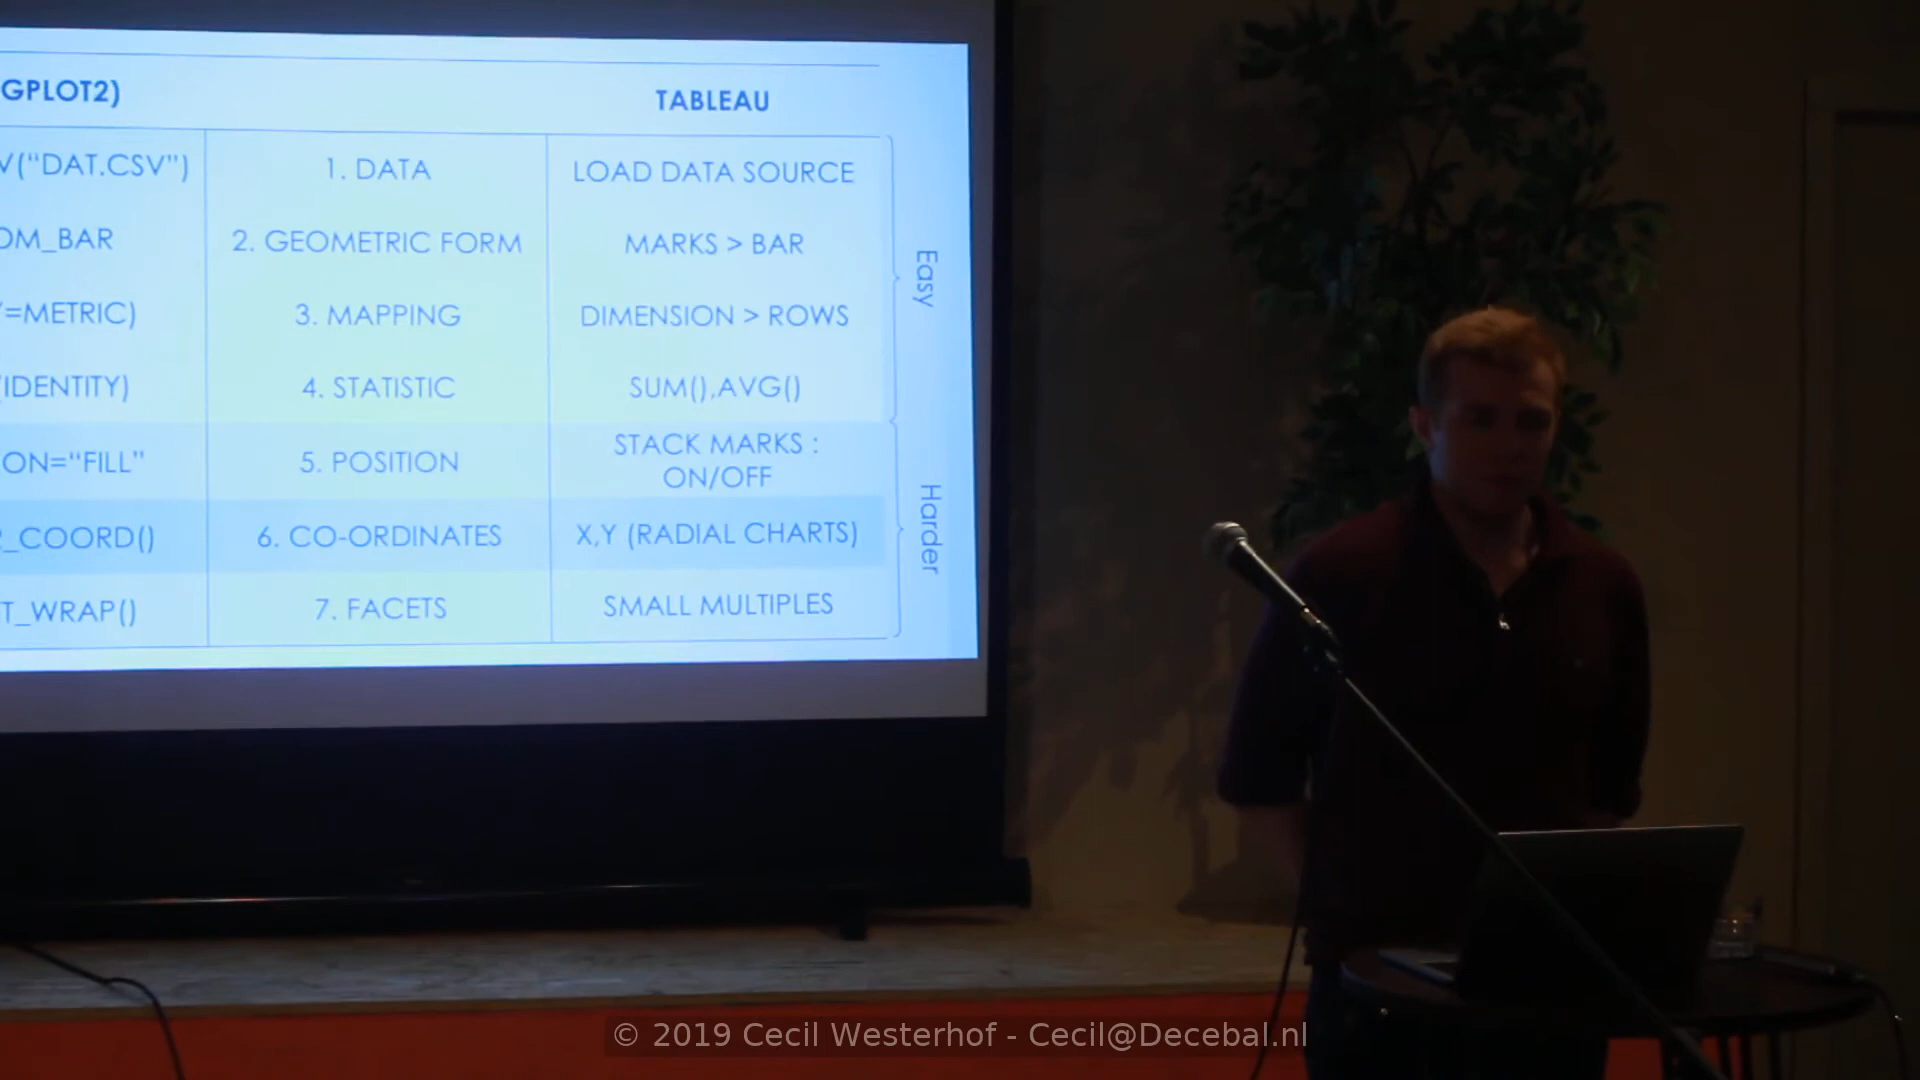 GPLOT2) TABLEAU
V(“DAT.CSV”) 1. DATA LOAD DATA SOURCE
OM_BAR 2. GEOMETRIC FORM MARKS > BAR
=METRIC) 3. MAPPING DIMENSION > ROWS
IDENTITY) 4. STATISTIC SUM(),AVG()
ON=“FILL” 5. POSITION STACK MARKS :
ON/OFF
_COORD() 6. CO-ORDINATES X,Y (RADIAL CHARTS)
T_WRAP() 7. FACETS SMALL MULTIPLES
Easy
Harder
© 2019 Cecil Westerhof - Cecil@Decebal.nl